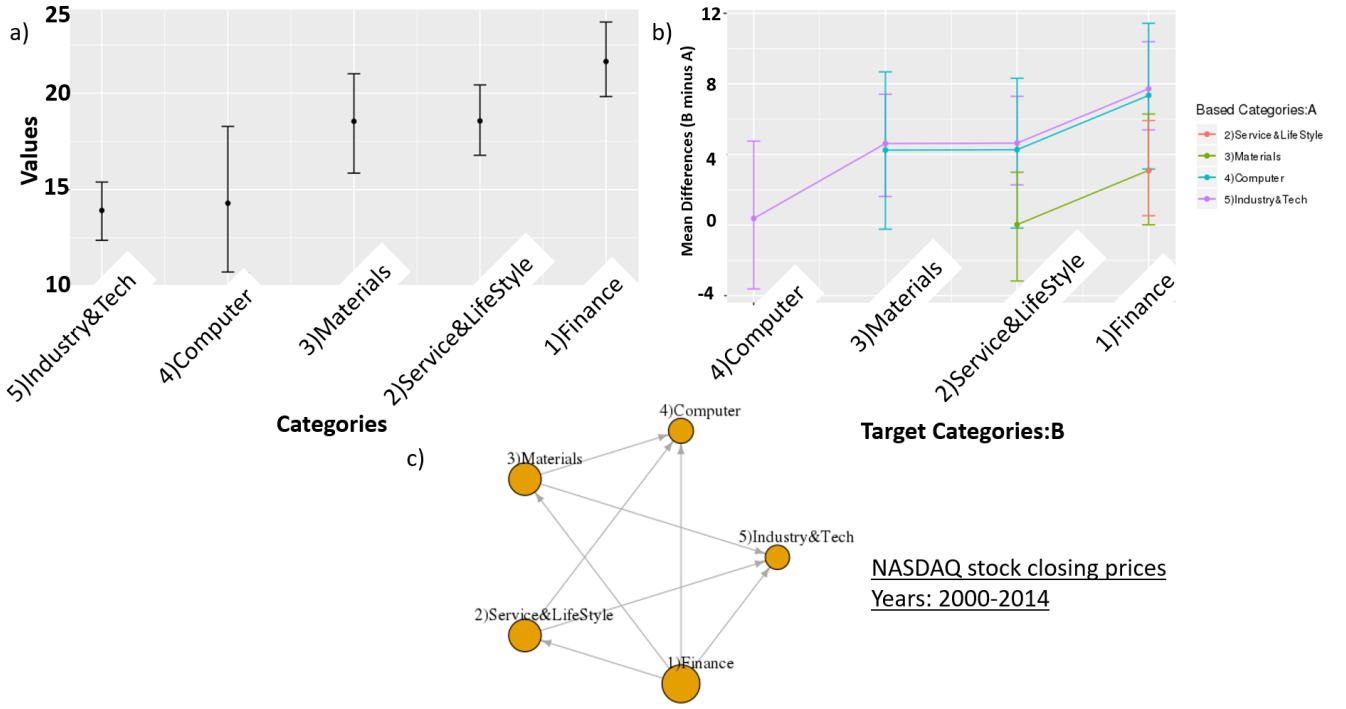 a)
25
20
15
10
Values
5)Industry&Tech
4)Computer
3)Materials
2)Service&LifeStyle
1)Finance
Categories
b)
12
8
4
0
-4
Mean Differences (B minus A)
4)Computer
3)Materials
2)Service&LifeStyle
1)Finance
Target Categories:B
Based Categories:A
2)Service&LifeStyle
3)Materials
4)Computer
5)Industry&Tech
c)
4)Computer
3)Materials
5)Industry&Tech
2)Service&LifeStyle
1)Finance
NASDAQ stock closing prices
Years: 2000-2014